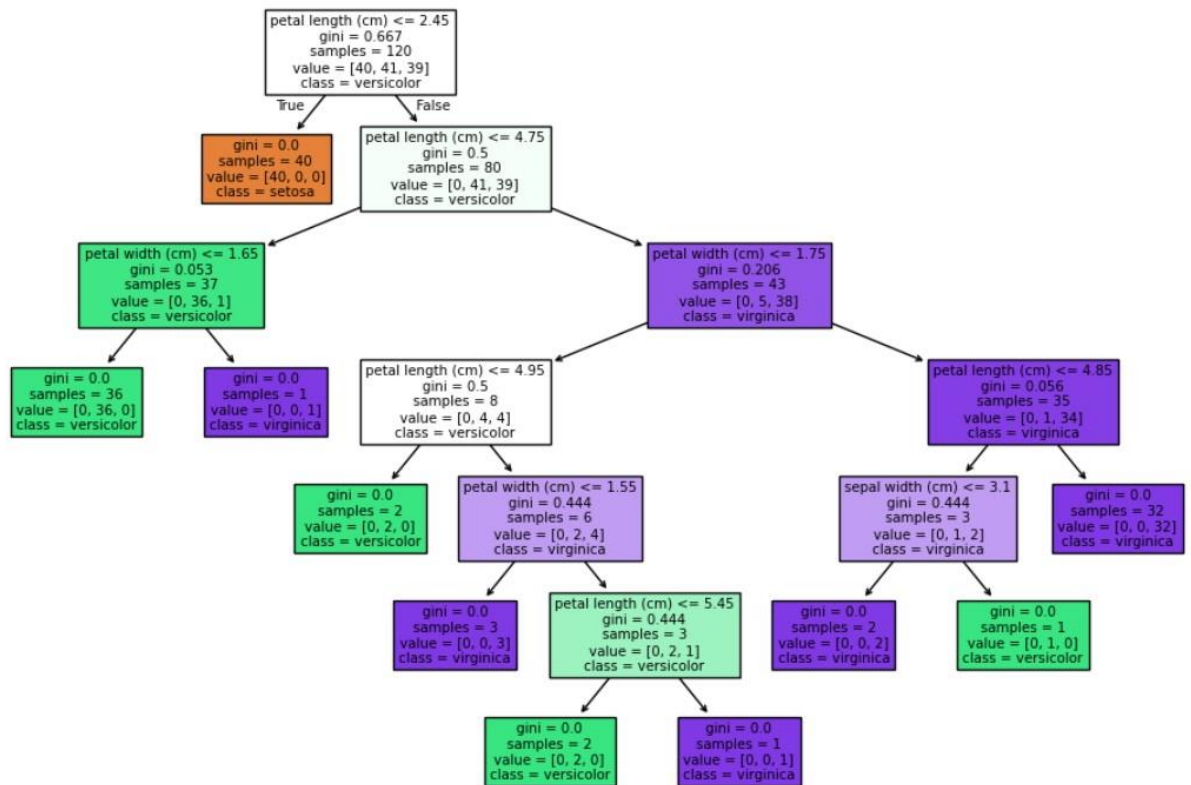 petal length (cm) <= 2.45
gini = 0.667
samples = 120
value = [40, 41, 39]
class = versicolor
True
False
gini = 0.0
samples = 40
value = [40, 0, 0]
class = setosa
petal length (cm) <= 4.75
gini = 0.5
samples = 80
value = [0, 41, 39]
class = versicolor
petal width (cm) <= 1.65
gini = 0.053
samples = 37
value = [0, 36, 1]
class = versicolor
petal width (cm) <= 1.75
gini = 0.206
samples = 43
value = [0, 5, 38]
class = virginica
gini = 0.0
samples = 36
value = [0, 36, 0]
class = versicolor
gini = 0.0
samples = 1
value = [0, 0, 1]
class = virginica
petal length (cm) <= 4.95
gini = 0.5
samples = 8
value = [0, 4, 4]
class = versicolor
petal length (cm) <= 4.85
gini = 0.056
samples = 35
value = [0, 1, 34]
class = virginica
gini = 0.0
samples = 2
value = [0, 2, 0]
class = versicolor
petal width (cm) <= 1.55
gini = 0.444
samples = 6
value = [0, 2, 4]
class = virginica
sepal width (cm) <= 3.1
gini = 0.444
samples = 3
value = [0, 1, 2]
class = virginica
gini = 0.0
samples = 32
value = [0, 0, 32]
class = virginica
gini = 0.0
samples = 3
value = [0, 0, 3]
class = virginica
petal length (cm) <= 5.45
gini = 0.444
samples = 3
value = [0, 2, 1]
class = versicolor
gini = 0.0
samples = 2
value = [0, 0, 2]
class = virginica
gini = 0.0
samples = 1
value = [0, 1, 0]
class = versicolor
gini = 0.0
samples = 2
value = [0, 2, 0]
class = versicolor
gini = 0.0
samples = 1
value = [0, 0, 1]
class = virginica